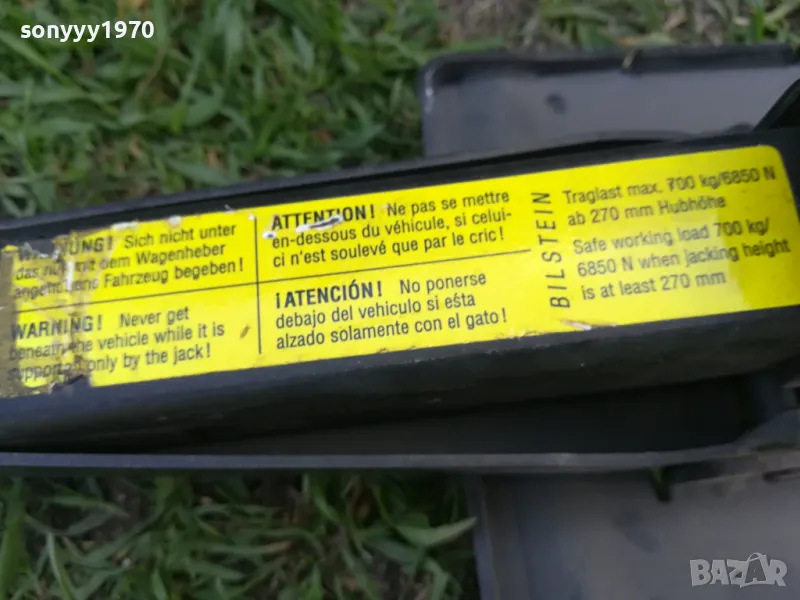 sonyyy1970
Sich nicht unter
dem Wagenheber
Fahrzeug begeben!
WARNING! Never get
beneath the vehicle while it is
only by the jack!
ATTENTION! Ne pas se mettre
en-dessous du véhicule, si celui-
ci n'est soulevé que par le cric!
¡ATENCIÓN! No ponerse
debajo del vehiculo si ešta
alzado solamente con el gato!
BILSTEIN
Traglast max. 700 kg/6850 N
ab 270 mm Hubhöhe
Safe working load 700 kg/
6850 N when jacking height
is at least 270 mm
BAZAR